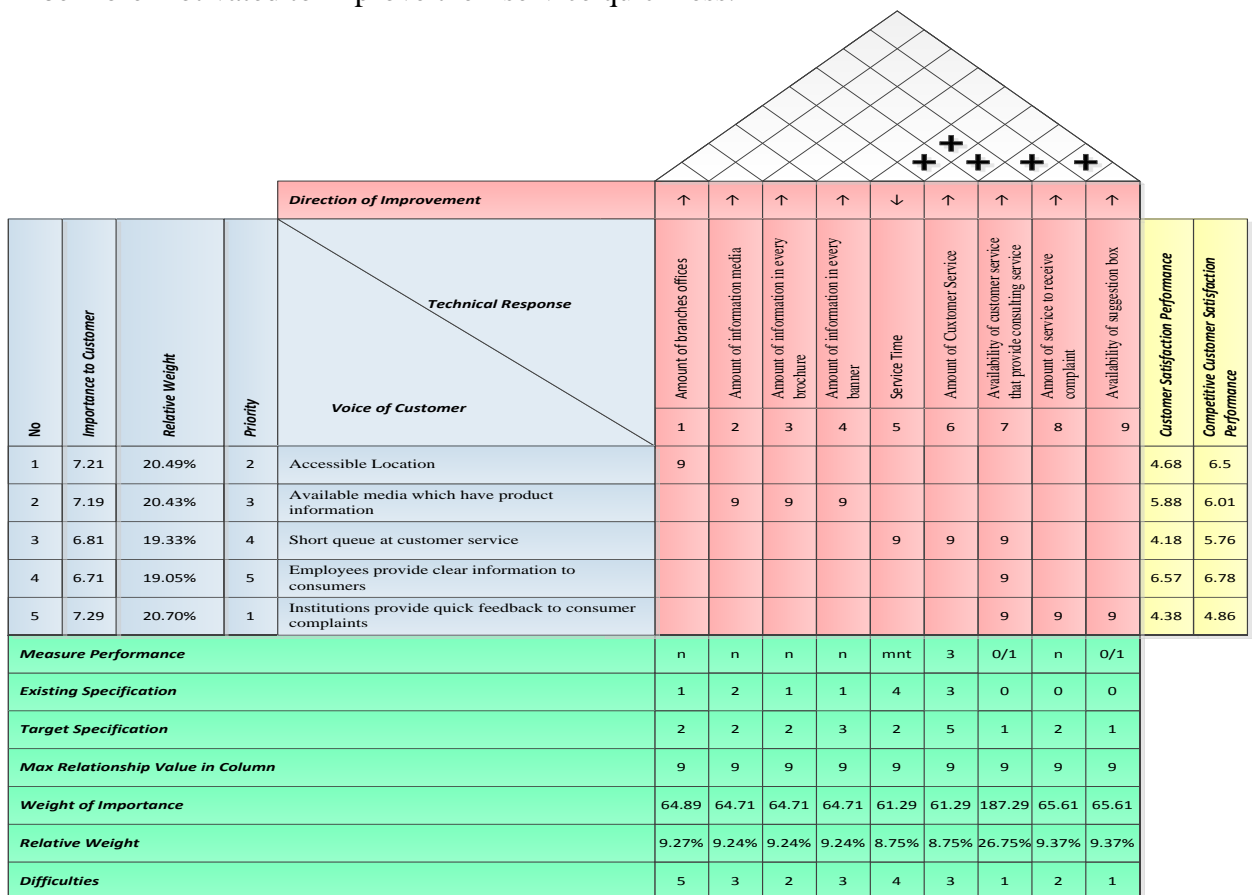 Direction of Improvement ↑ ↑ ↑ ↑ ↓ ↑ ↑ ↑ ↑
No
Importance to Customer
Relative Weight
Priority
Technical Response
Voice of Customer
Amount of branches offices
Amount of information media
Amount of information in every
brochure
Amount of information in every
banner
Service Time
Amount of Cuxtomer Service
Availability of customer service
that provide consulting service
Amount of service to receive
complaint
Availability of suggestion box
Customer Satisfaction Performance
Competitive Customer Satisfaction
Performance
1 2 3 4 5 6 7 8 9
1 7.21 20.49% 2 Accessible Location 9 4.68 6.5
2 7.19 20.43% 3 Available media which have product
information 9 9 9 5.88 6.01
3 6.81 19.33% 4 Short queue at customer service 9 9 9 4.18 5.76
4 6.71 19.05% 5 Employees provide clear information to
consumers 9 6.57 6.78
5 7.29 20.70% 1 Institutions provide quick feedback to consumer
complaints 9 9 9 4.38 4.86
Measure Performance n n n n mnt 3 0/1 n 0/1
Existing Specification 1 2 1 1 4 3 0 0 0
Target Specification 2 2 2 3 2 5 1 2 1
Max Relationship Value in Column 9 9 9 9 9 9 9 9 9
Weight of Importance 64.89 64.71 64.71 64.71 61.29 61.29 187.29 65.61 65.61
Relative Weight 9.27% 9.24% 9.24% 9.24% 8.75% 8.75% 26.75% 9.37% 9.37%
Difficulties 5 3 2 3 4 3 1 2 1